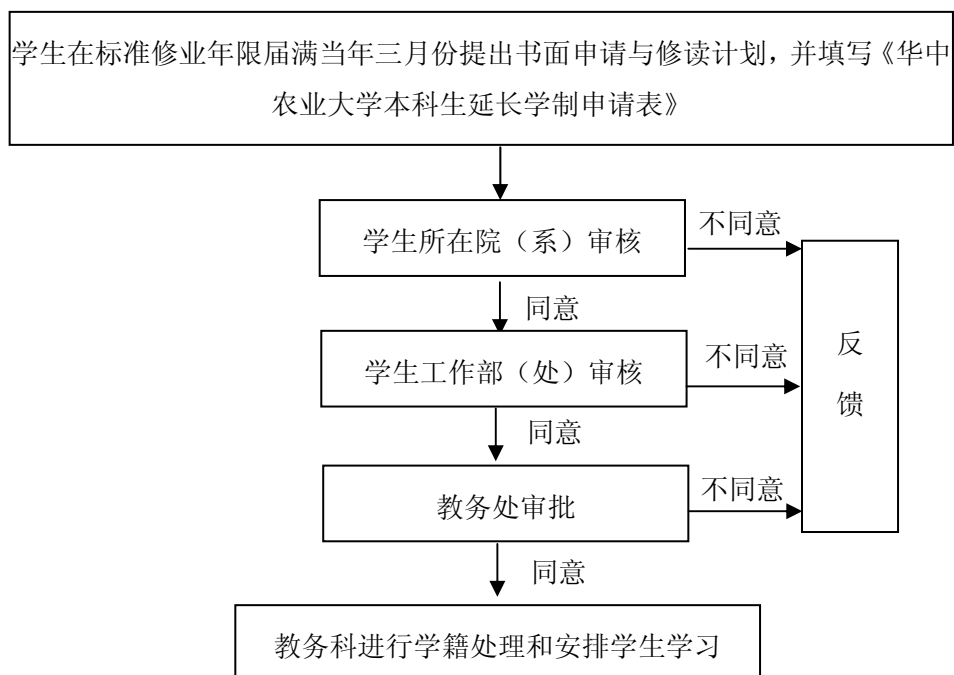 学生在标准修业年限届满当年三月份提出书面申请与修读计划，并填写《华中
农业大学本科生延长学制申请表》
学生所在院（系）审核
不同意
同意
学生工作部（处）审核
不同意
反
馈
同意
教务处审批
不同意
同意
教务科进行学籍处理和安排学生学习